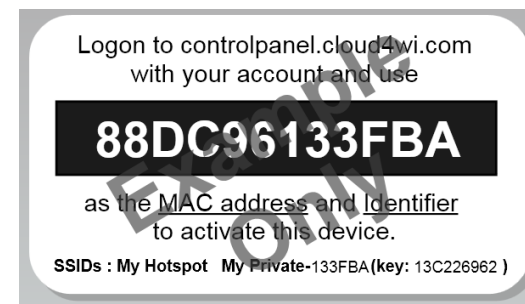 Logon to controlpanel.cloud4wi.com
with your account and use
88DC96133FBA
as the MAC address and Identifier
to activate this device.
SSIDs : My Hotspot My Private-133FBA (key: 13C226962 )
Example
Only